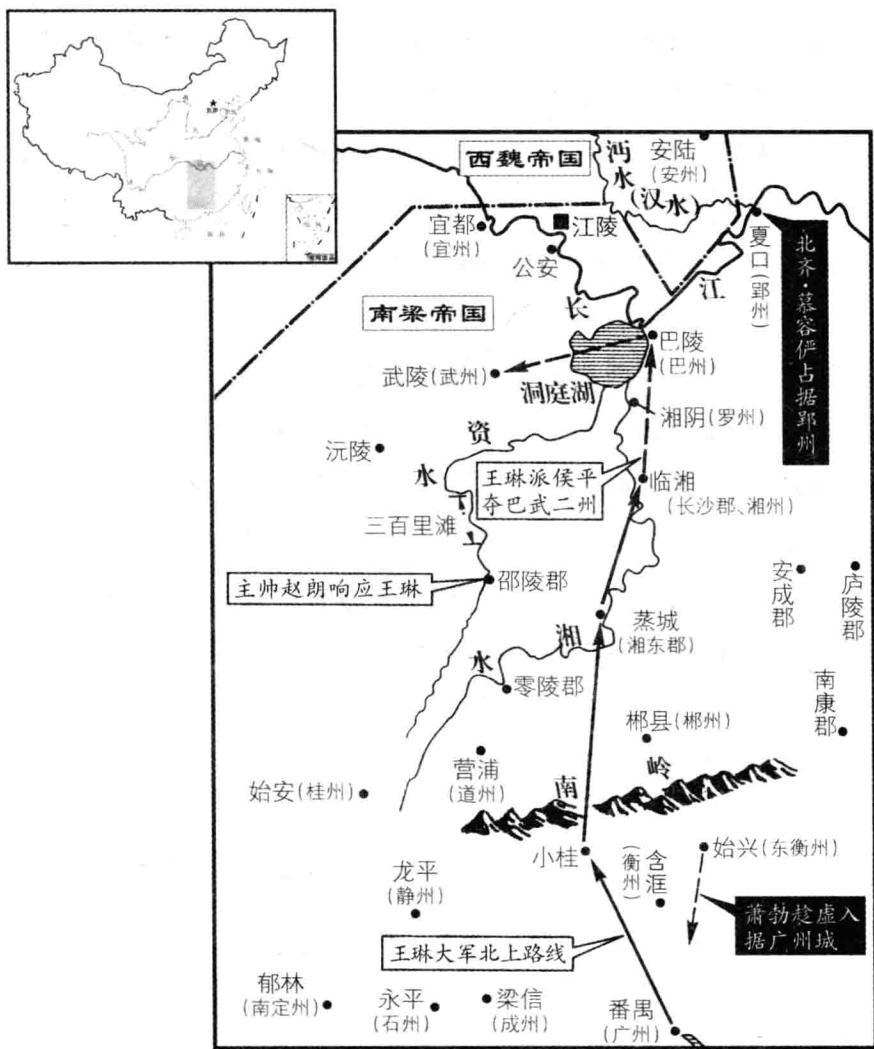 西魏帝国
沔水(汉水)
安陆
(安州)
宜都
(宜州)
江陵
公安
长江
夏口(郢州)
北齐·慕容俨占据郢州
南梁帝国
巴陵
(巴州)
武陵(武州)
洞庭湖
湘阴(罗州)
沅陵
资水
王琳派侯平
夺巴武二州
临湘
(长沙郡、湘州)
三百里滩
主帅赵朗响应王琳
邵陵郡
安成郡
庐陵郡
蒸城
(湘东郡)
湘水
零陵郡
南康郡
郴县(郴州)
营浦
(道州)
南岭
始安(桂州)
小桂
含洭
(衡州)
始兴(东衡州)
龙平
(静州)
萧勃趁虚入
据广州城
王琳大军北上路线
郁林
(南定州)
永平
(石州)
梁信
(成州)
番禺
(广州)